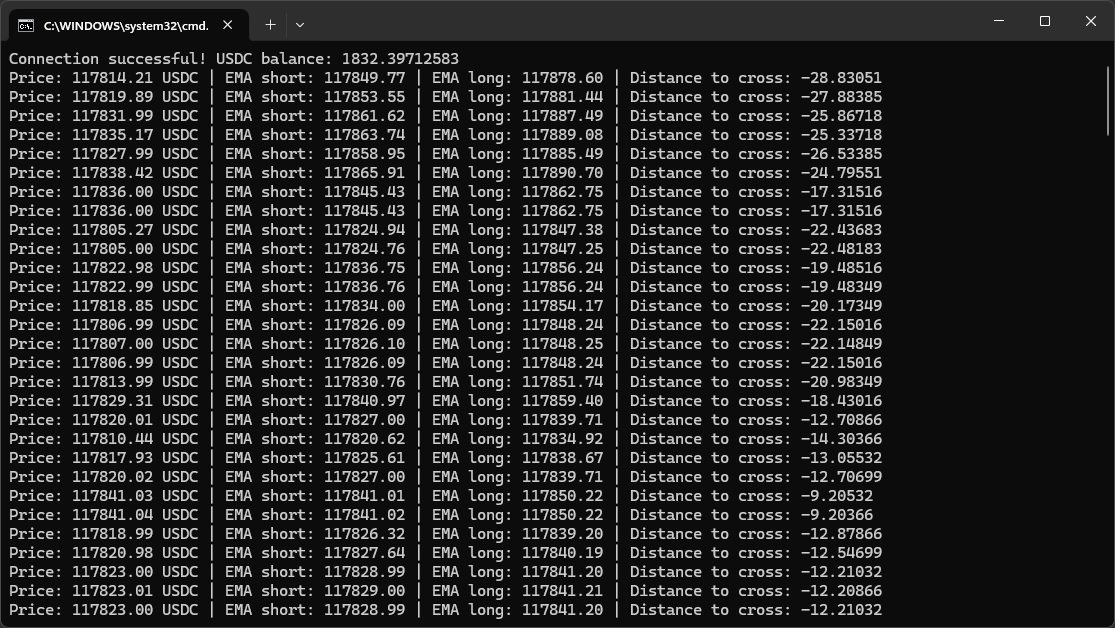 C:\WINDOWS\system32\cmd.
Connection successful! USDC balance: 1832.39712583
Price: 117814.21 USDC | EMA short: 117849.77 | EMA long: 117878.60 | Distance to cross: -28.83051
Price: 117819.89 USDC | EMA short: 117853.55 | EMA long: 117881.44 | Distance to cross: -27.88385
Price: 117831.99 USDC | EMA short: 117861.62 | EMA long: 117887.49 | Distance to cross: -25.86718
Price: 117835.17 USDC | EMA short: 117863.74 | EMA long: 117889.08 | Distance to cross: -25.33718
Price: 117827.99 USDC | EMA short: 117858.95 | EMA long: 117885.49 | Distance to cross: -26.53385
Price: 117838.42 USDC | EMA short: 117865.91 | EMA long: 117890.70 | Distance to cross: -24.79551
Price: 117836.00 USDC | EMA short: 117845.43 | EMA long: 117862.75 | Distance to cross: -17.31516
Price: 117836.00 USDC | EMA short: 117845.43 | EMA long: 117862.75 | Distance to cross: -17.31516
Price: 117805.27 USDC | EMA short: 117824.94 | EMA long: 117847.38 | Distance to cross: -22.43683
Price: 117805.00 USDC | EMA short: 117824.76 | EMA long: 117847.25 | Distance to cross: -22.48183
Price: 117822.98 USDC | EMA short: 117836.75 | EMA long: 117856.24 | Distance to cross: -19.48516
Price: 117822.99 USDC | EMA short: 117836.76 | EMA long: 117856.24 | Distance to cross: -19.48349
Price: 117818.85 USDC | EMA short: 117834.00 | EMA long: 117854.17 | Distance to cross: -20.17349
Price: 117806.99 USDC | EMA short: 117826.09 | EMA long: 117848.24 | Distance to cross: -22.15016
Price: 117807.00 USDC | EMA short: 117826.10 | EMA long: 117848.25 | Distance to cross: -22.14849
Price: 117806.99 USDC | EMA short: 117826.09 | EMA long: 117848.24 | Distance to cross: -22.15016
Price: 117813.99 USDC | EMA short: 117830.76 | EMA long: 117851.74 | Distance to cross: -20.98349
Price: 117829.31 USDC | EMA short: 117840.97 | EMA long: 117859.40 | Distance to cross: -18.43016
Price: 117820.01 USDC | EMA short: 117827.00 | EMA long: 117839.71 | Distance to cross: -12.70866
Price: 117810.44 USDC | EMA short: 117820.62 | EMA long: 117834.92 | Distance to cross: -14.30366
Price: 117817.93 USDC | EMA short: 117825.61 | EMA long: 117838.67 | Distance to cross: -13.05532
Price: 117820.02 USDC | EMA short: 117827.00 | EMA long: 117839.71 | Distance to cross: -12.70699
Price: 117841.03 USDC | EMA short: 117841.01 | EMA long: 117850.22 | Distance to cross: -9.20532
Price: 117841.04 USDC | EMA short: 117841.02 | EMA long: 117850.22 | Distance to cross: -9.20366
Price: 117818.99 USDC | EMA short: 117826.32 | EMA long: 117839.20 | Distance to cross: -12.87866
Price: 117820.98 USDC | EMA short: 117827.64 | EMA long: 117840.19 | Distance to cross: -12.54699
Price: 117823.00 USDC | EMA short: 117828.99 | EMA long: 117841.20 | Distance to cross: -12.21032
Price: 117823.01 USDC | EMA short: 117829.00 | EMA long: 117841.21 | Distance to cross: -12.20866
Price: 117823.00 USDC | EMA short: 117828.99 | EMA long: 117841.20 | Distance to cross: -12.21032